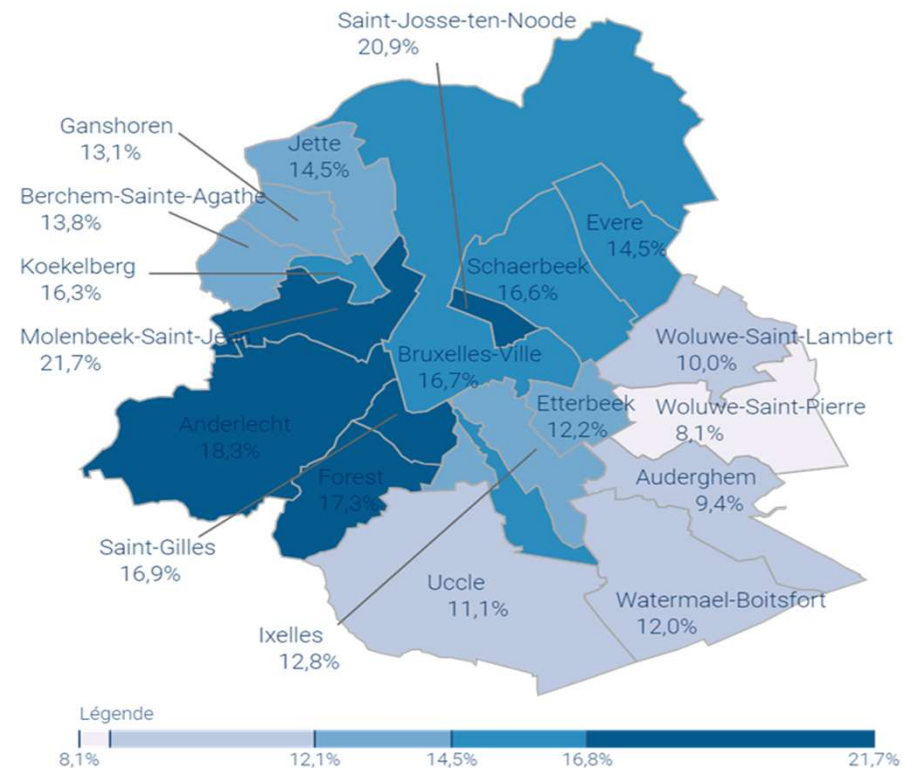 Saint-Josse-ten-Noode
20,9%
Ganshoren
13,1%
Jette
14,5%
Berchem-Sainte-Agathe
13,8%
Evere
14,5%
Koekelberg
16,3%
Schaerbeek
16,6%
Molenbeek-Saint-Jean
21,7%
Woluwe-Saint-Lambert
10,0%
Bruxelles-Ville
16,7%
Etterbeek
12,2%
Woluwe-Saint-Pierre
8,1%
Anderlecht
18,3%
Forest
17,3%
Auderghem
9,4%
Saint-Gilles
16,9%
Uccle
11,1%
Watermael-Boitsfort
12,0%
Ixelles
12,8%
Légende
8,1% 12,1% 14,5% 16,8% 21,7%